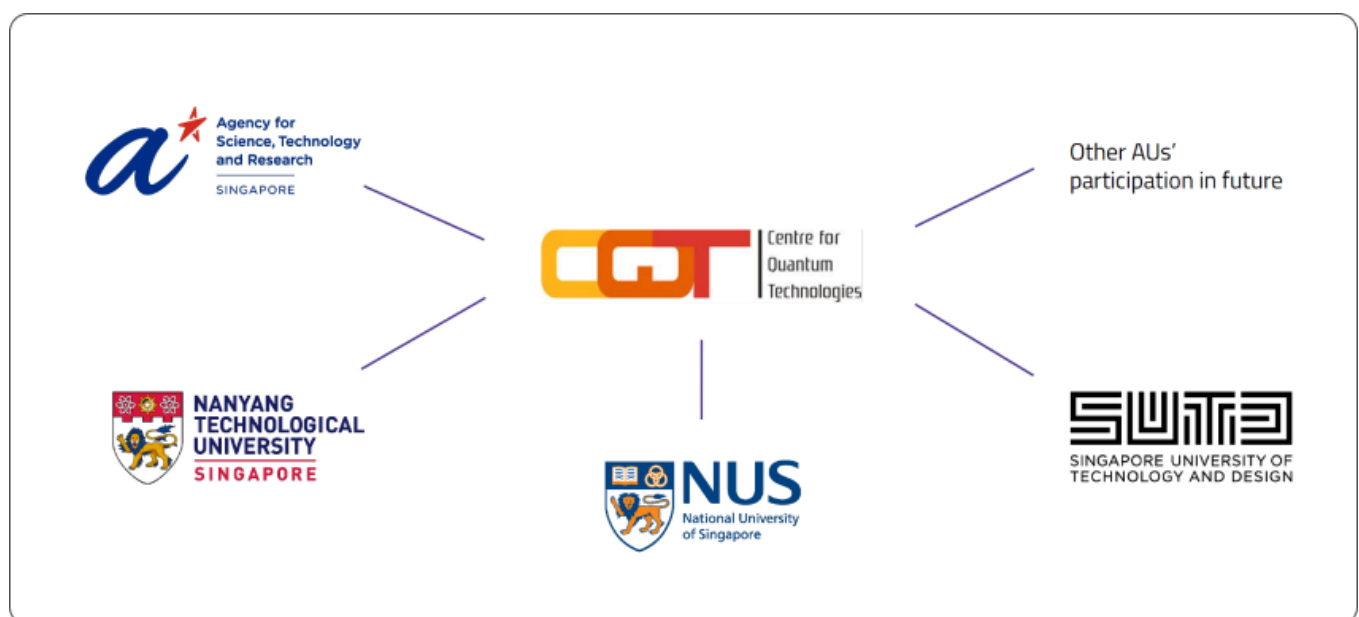 a
Agency for
Science, Technology
and Research
SINGAPORE
Other AUs'
participation in future
CQT
Centre for
Quantum
Technologies
NANYANG
TECHNOLOGICAL
UNIVERSITY
SINGAPORE
NUS
National University
of Singapore
SUTD
SINGAPORE UNIVERSITY OF
TECHNOLOGY AND DESIGN